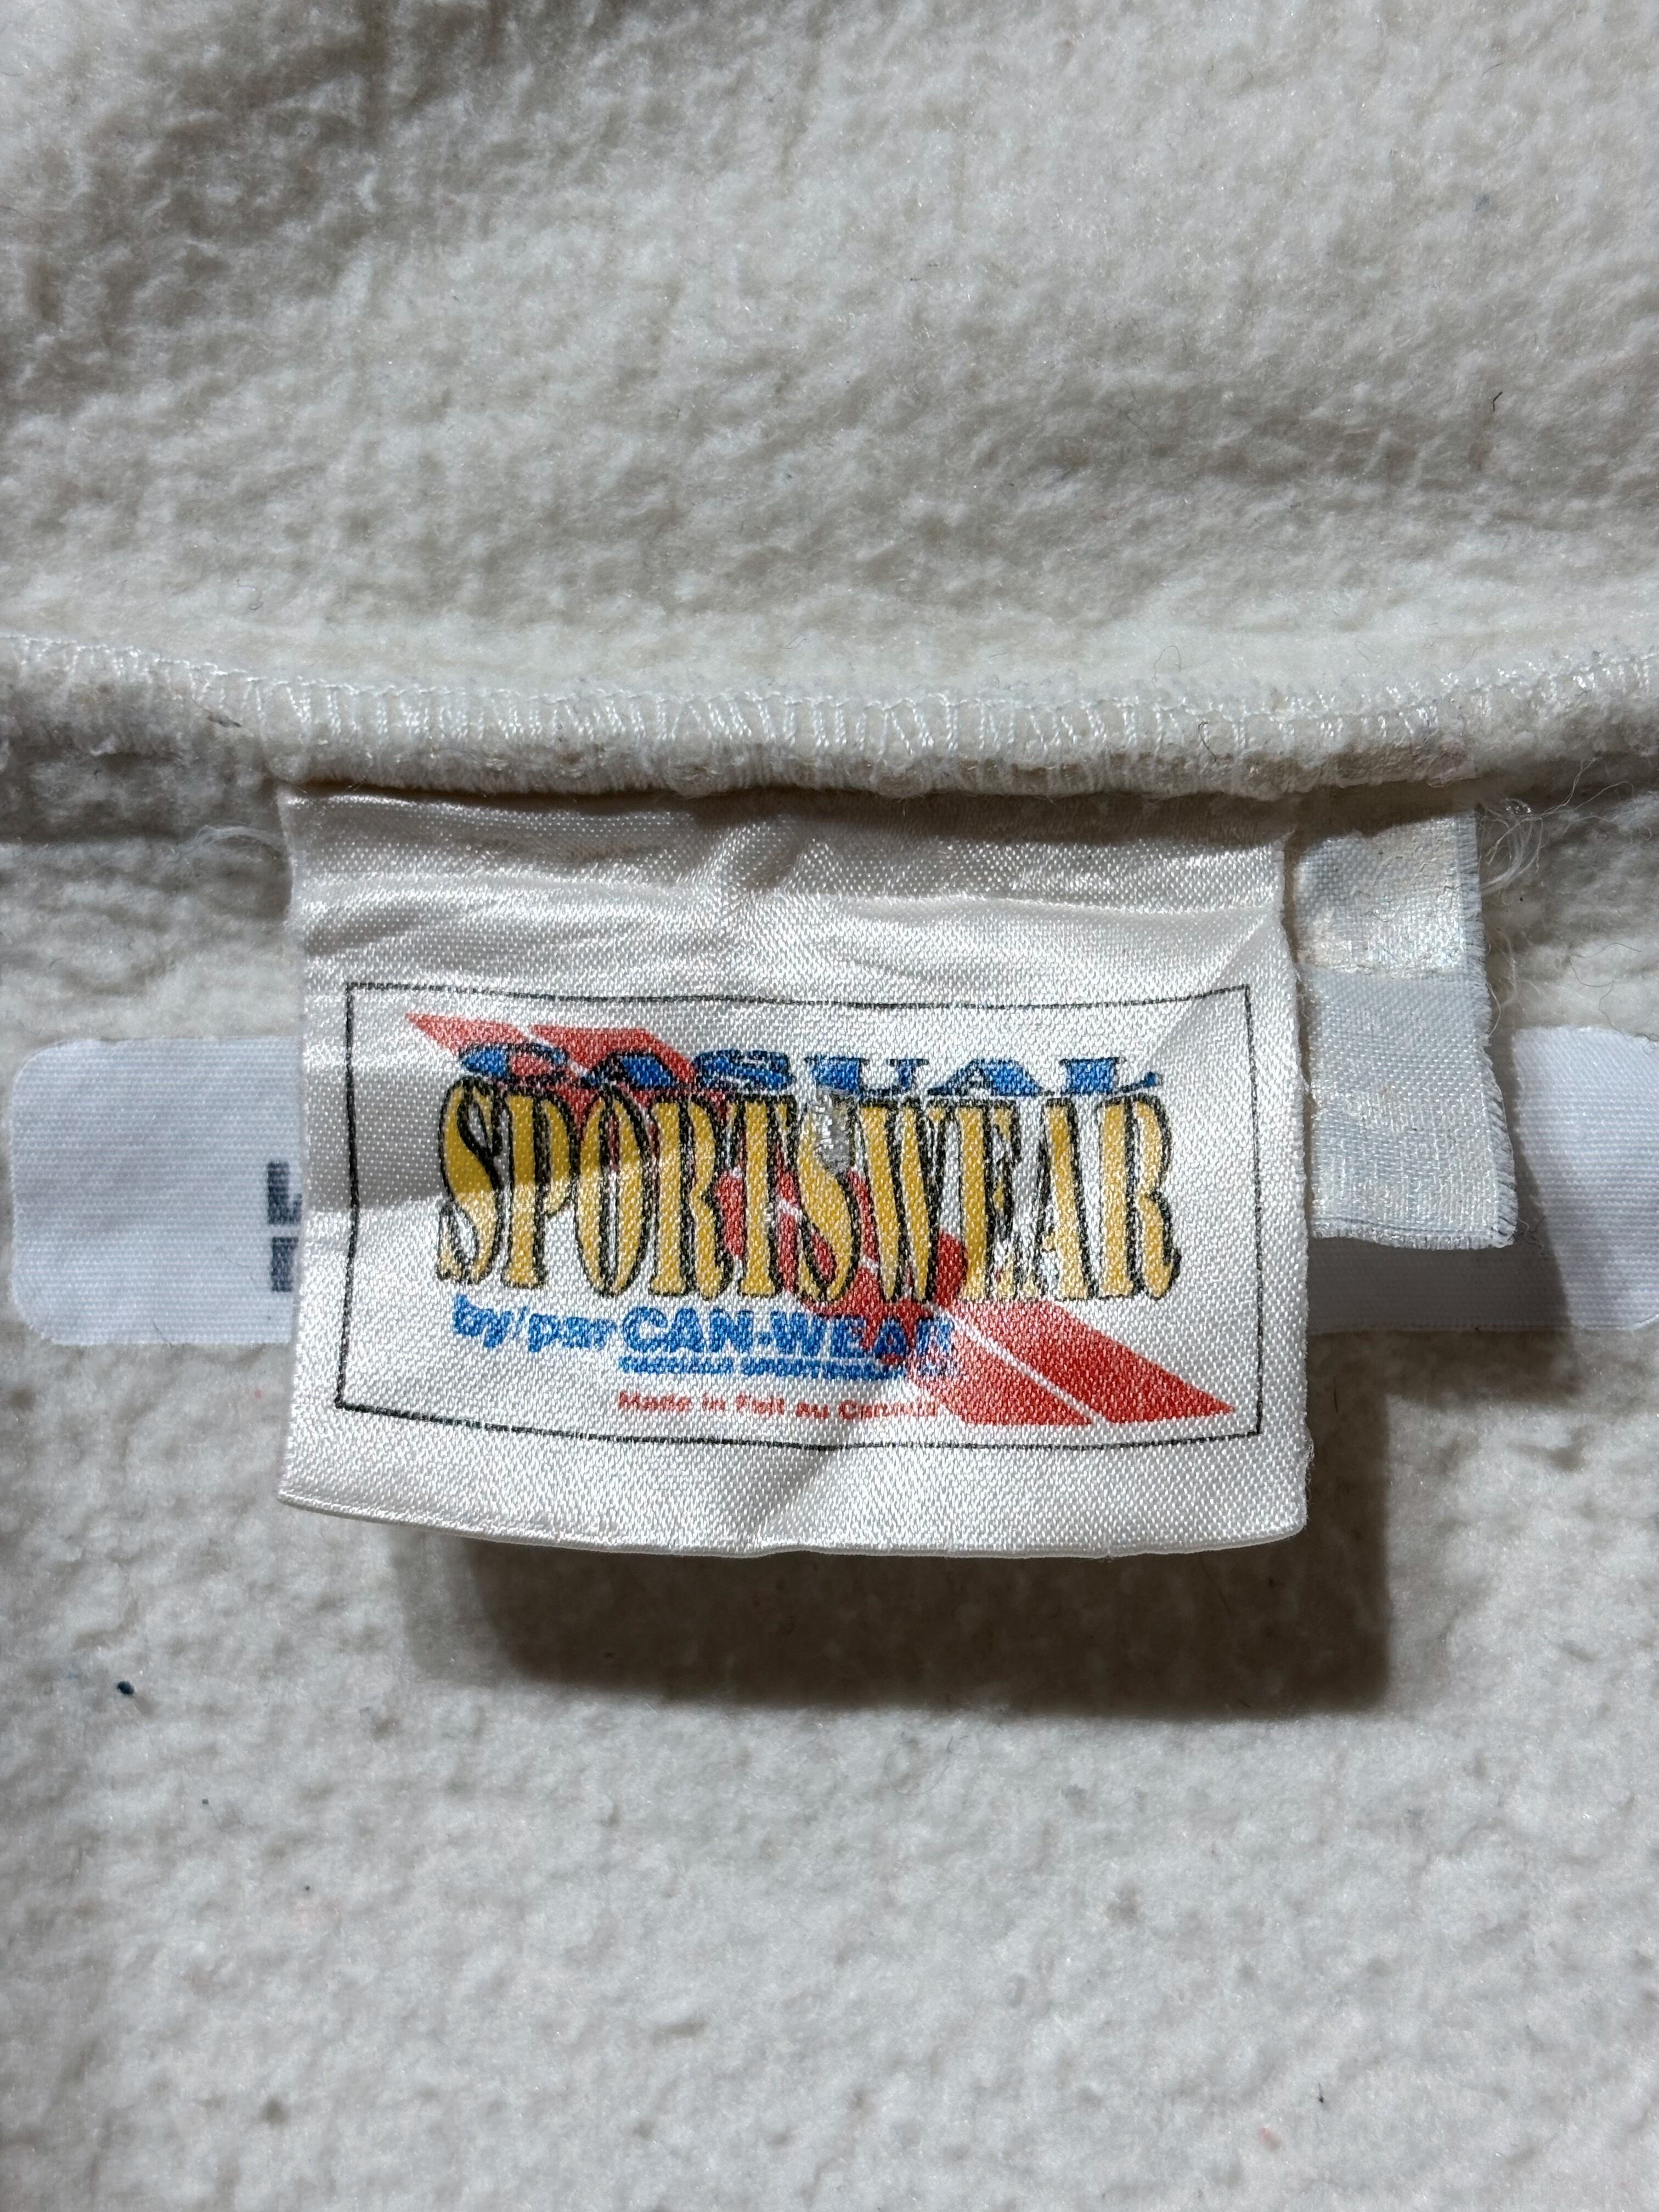 CASUAL
SPORTSWEAR
by/par CAN-WEAR
Made in Fait au Canada